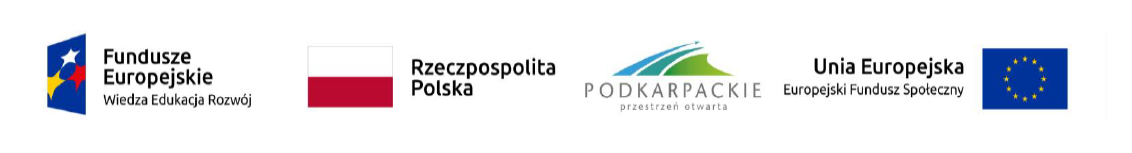 Fundusze
Europejskie
Wiedza Edukacja Rozwój
Rzeczpospolita
Polska
PODKARPACKIE
przestrzeń otwarta
Unia Europejska
Europejski Fundusz Społeczny